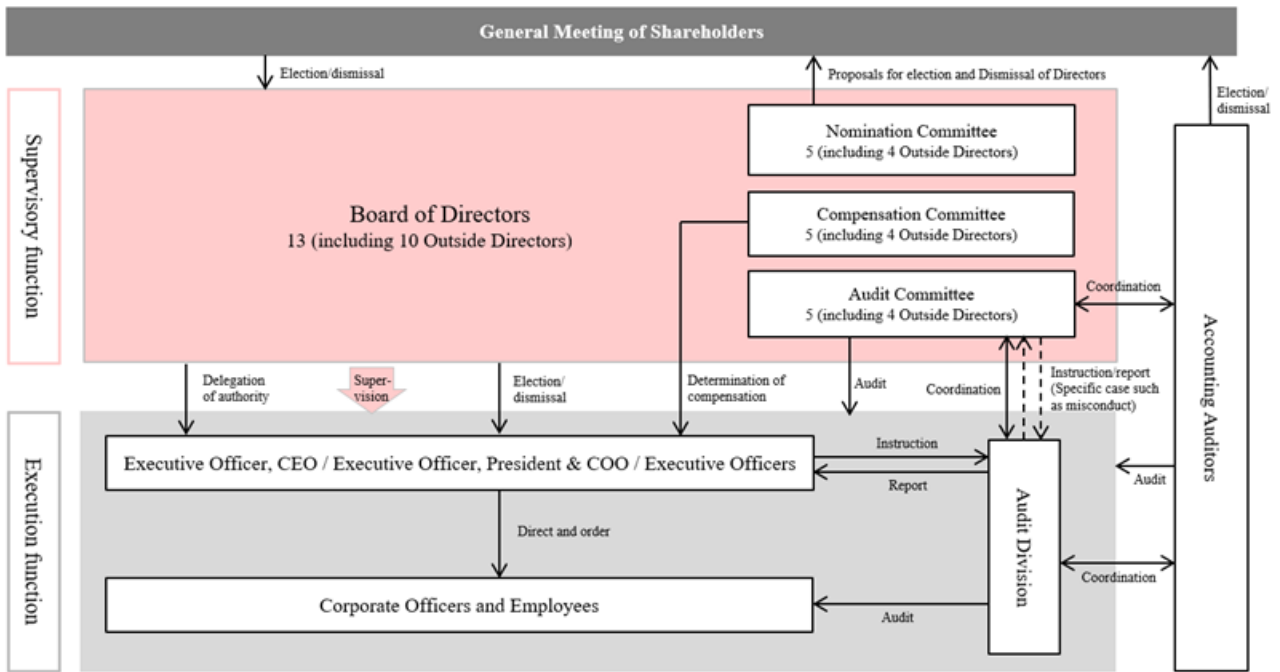 General Meeting of Shareholders
Election/dismissal
Proposals for election and Dismissal of Directors
Election/
dismissal
Supervisory function
Board of Directors
13 (including 10 Outside Directors)
Nomination Committee
5 (including 4 Outside Directors)
Compensation Committee
5 (including 4 Outside Directors)
Audit Committee
5 (including 4 Outside Directors)
Coordination
Accounting Auditors
Delegation
of authority
Super-
vision
Election/
dismissal
Determination of
compensation
Audit
Coordination
Instruction/report
(Specific case such
as misconduct)
Execution function
Executive Officer, CEO / Executive Officer, President & COO / Executive Officers
Instruction
Report
Audit Division
Audit
Direct and order
Coordination
Corporate Officers and Employees
Audit